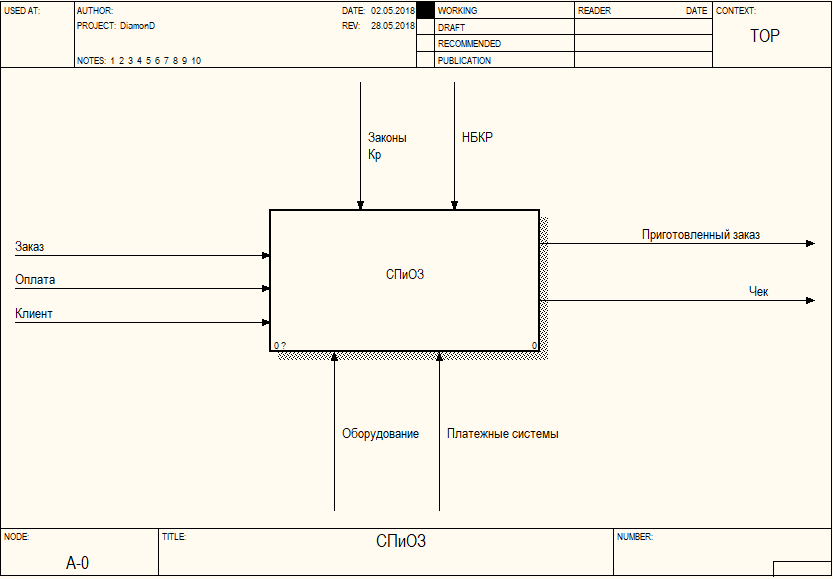 USED AT:
AUTHOR:
DATE: 02.05.2018
PROJECT: DiamonD
REV: 28.05.2018
NOTES: 1 2 3 4 5 6 7 8 9 10
WORKING
DRAFT
RECOMMENDED
PUBLICATION
READER
DATE
CONTEXT:
TOP
Законы
Кр
НБКР
Заказ
Оплата
Клиент
СПиОЗ
0 ?
0
Приготовленный заказ
Чек
Оборудование
Платежные системы
NODE:
A-0
TITLE:
СПиОЗ
NUMBER: